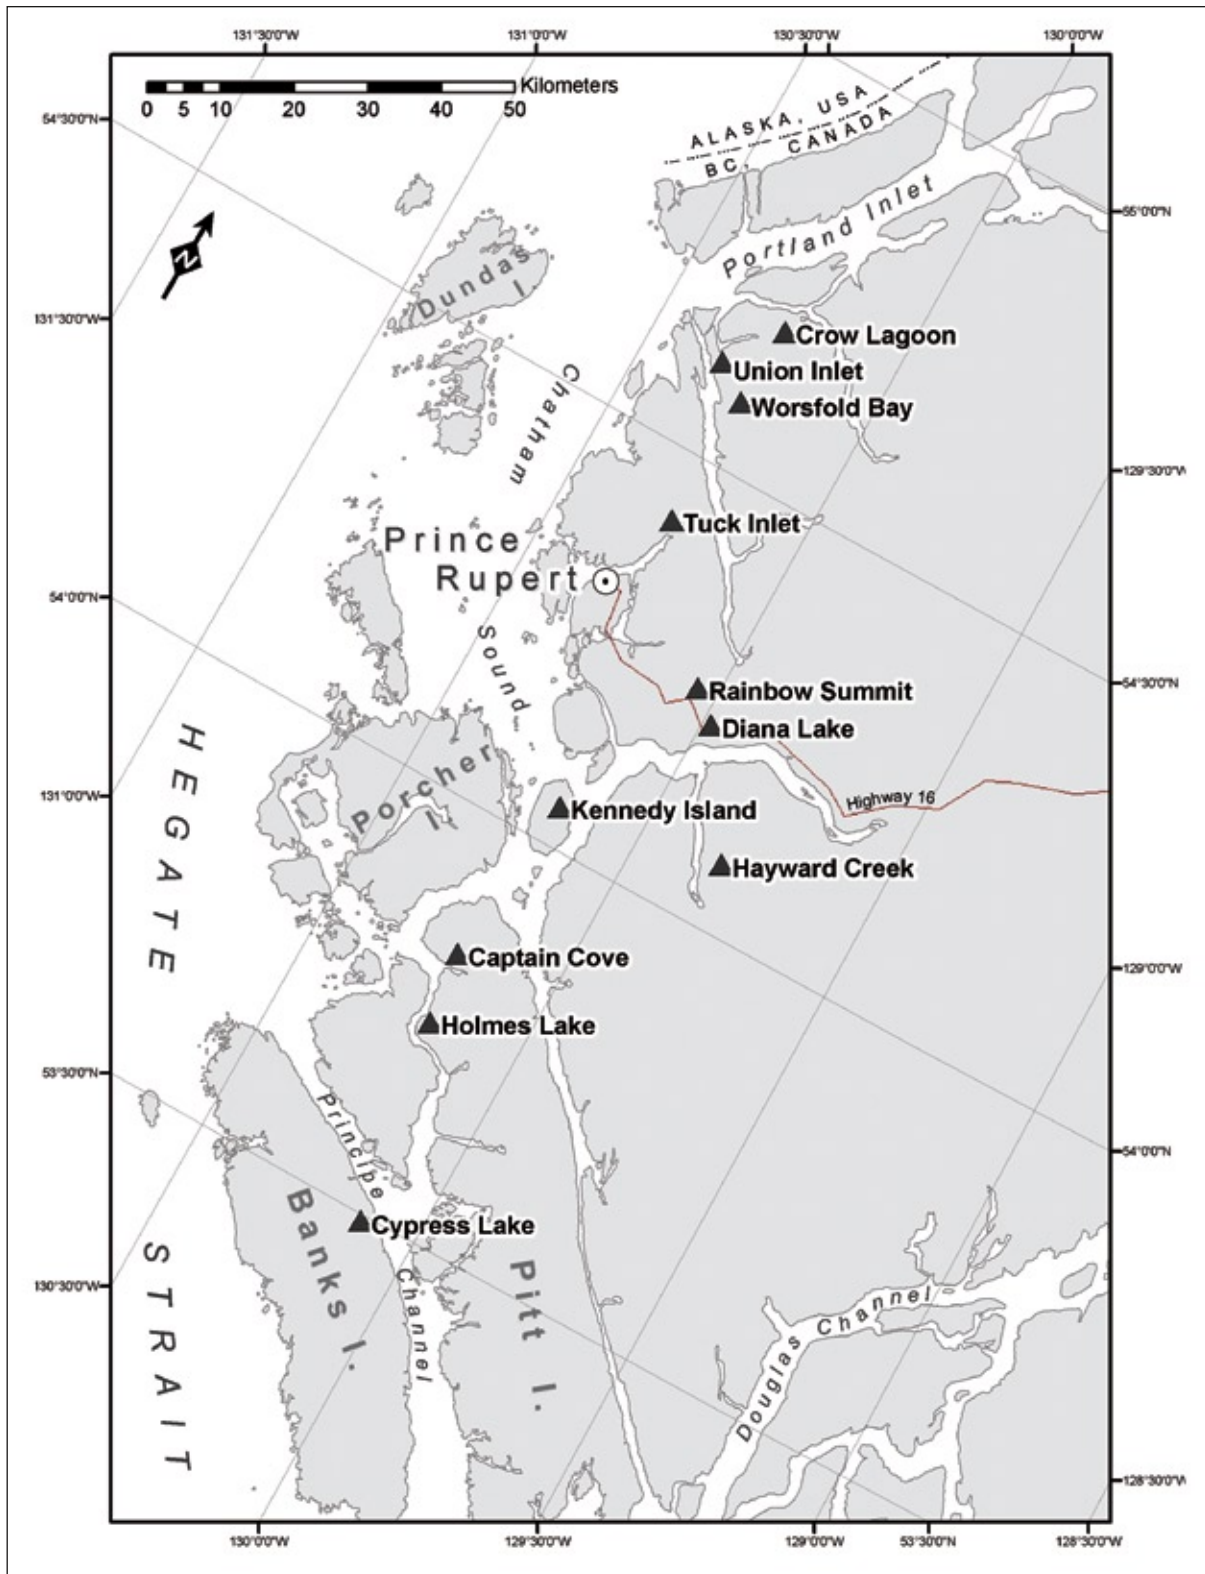 131°30'0"W
131°0'0"W
130°30'0"W
130°0'0"W
Kilometers
0 5 10 20 30 40 50
54°30'0"N
ALASKA, USA
BC, CANADA
N
Portland Inlet
55°0'0"N
Dundas
I.
131°30'0"W
Crow Lagoon
Union Inlet
Worsfold Bay
Chatham
129°30'0"W
Tuck Inlet
Prince
Rupert
54°0'0"N
Sound
54°30'0"N
Rainbow Summit
Diana Lake
HEGATE
Porcher
I.
131°0'0"W
Highway 16
Kennedy Island
Hayward Creek
Captain Cove
129°0'0"W
Holmes Lake
53°30'0"N
Principe
54°0'0"N
Banks I.
Cypress Lake
STRAIT
Pitt I.
Channel
130°30'0"W
Douglas Channel
128°30'0"W
130°0'0"W
129°30'0"W
129°0'0"W
53°30'0"N
128°30'0"W